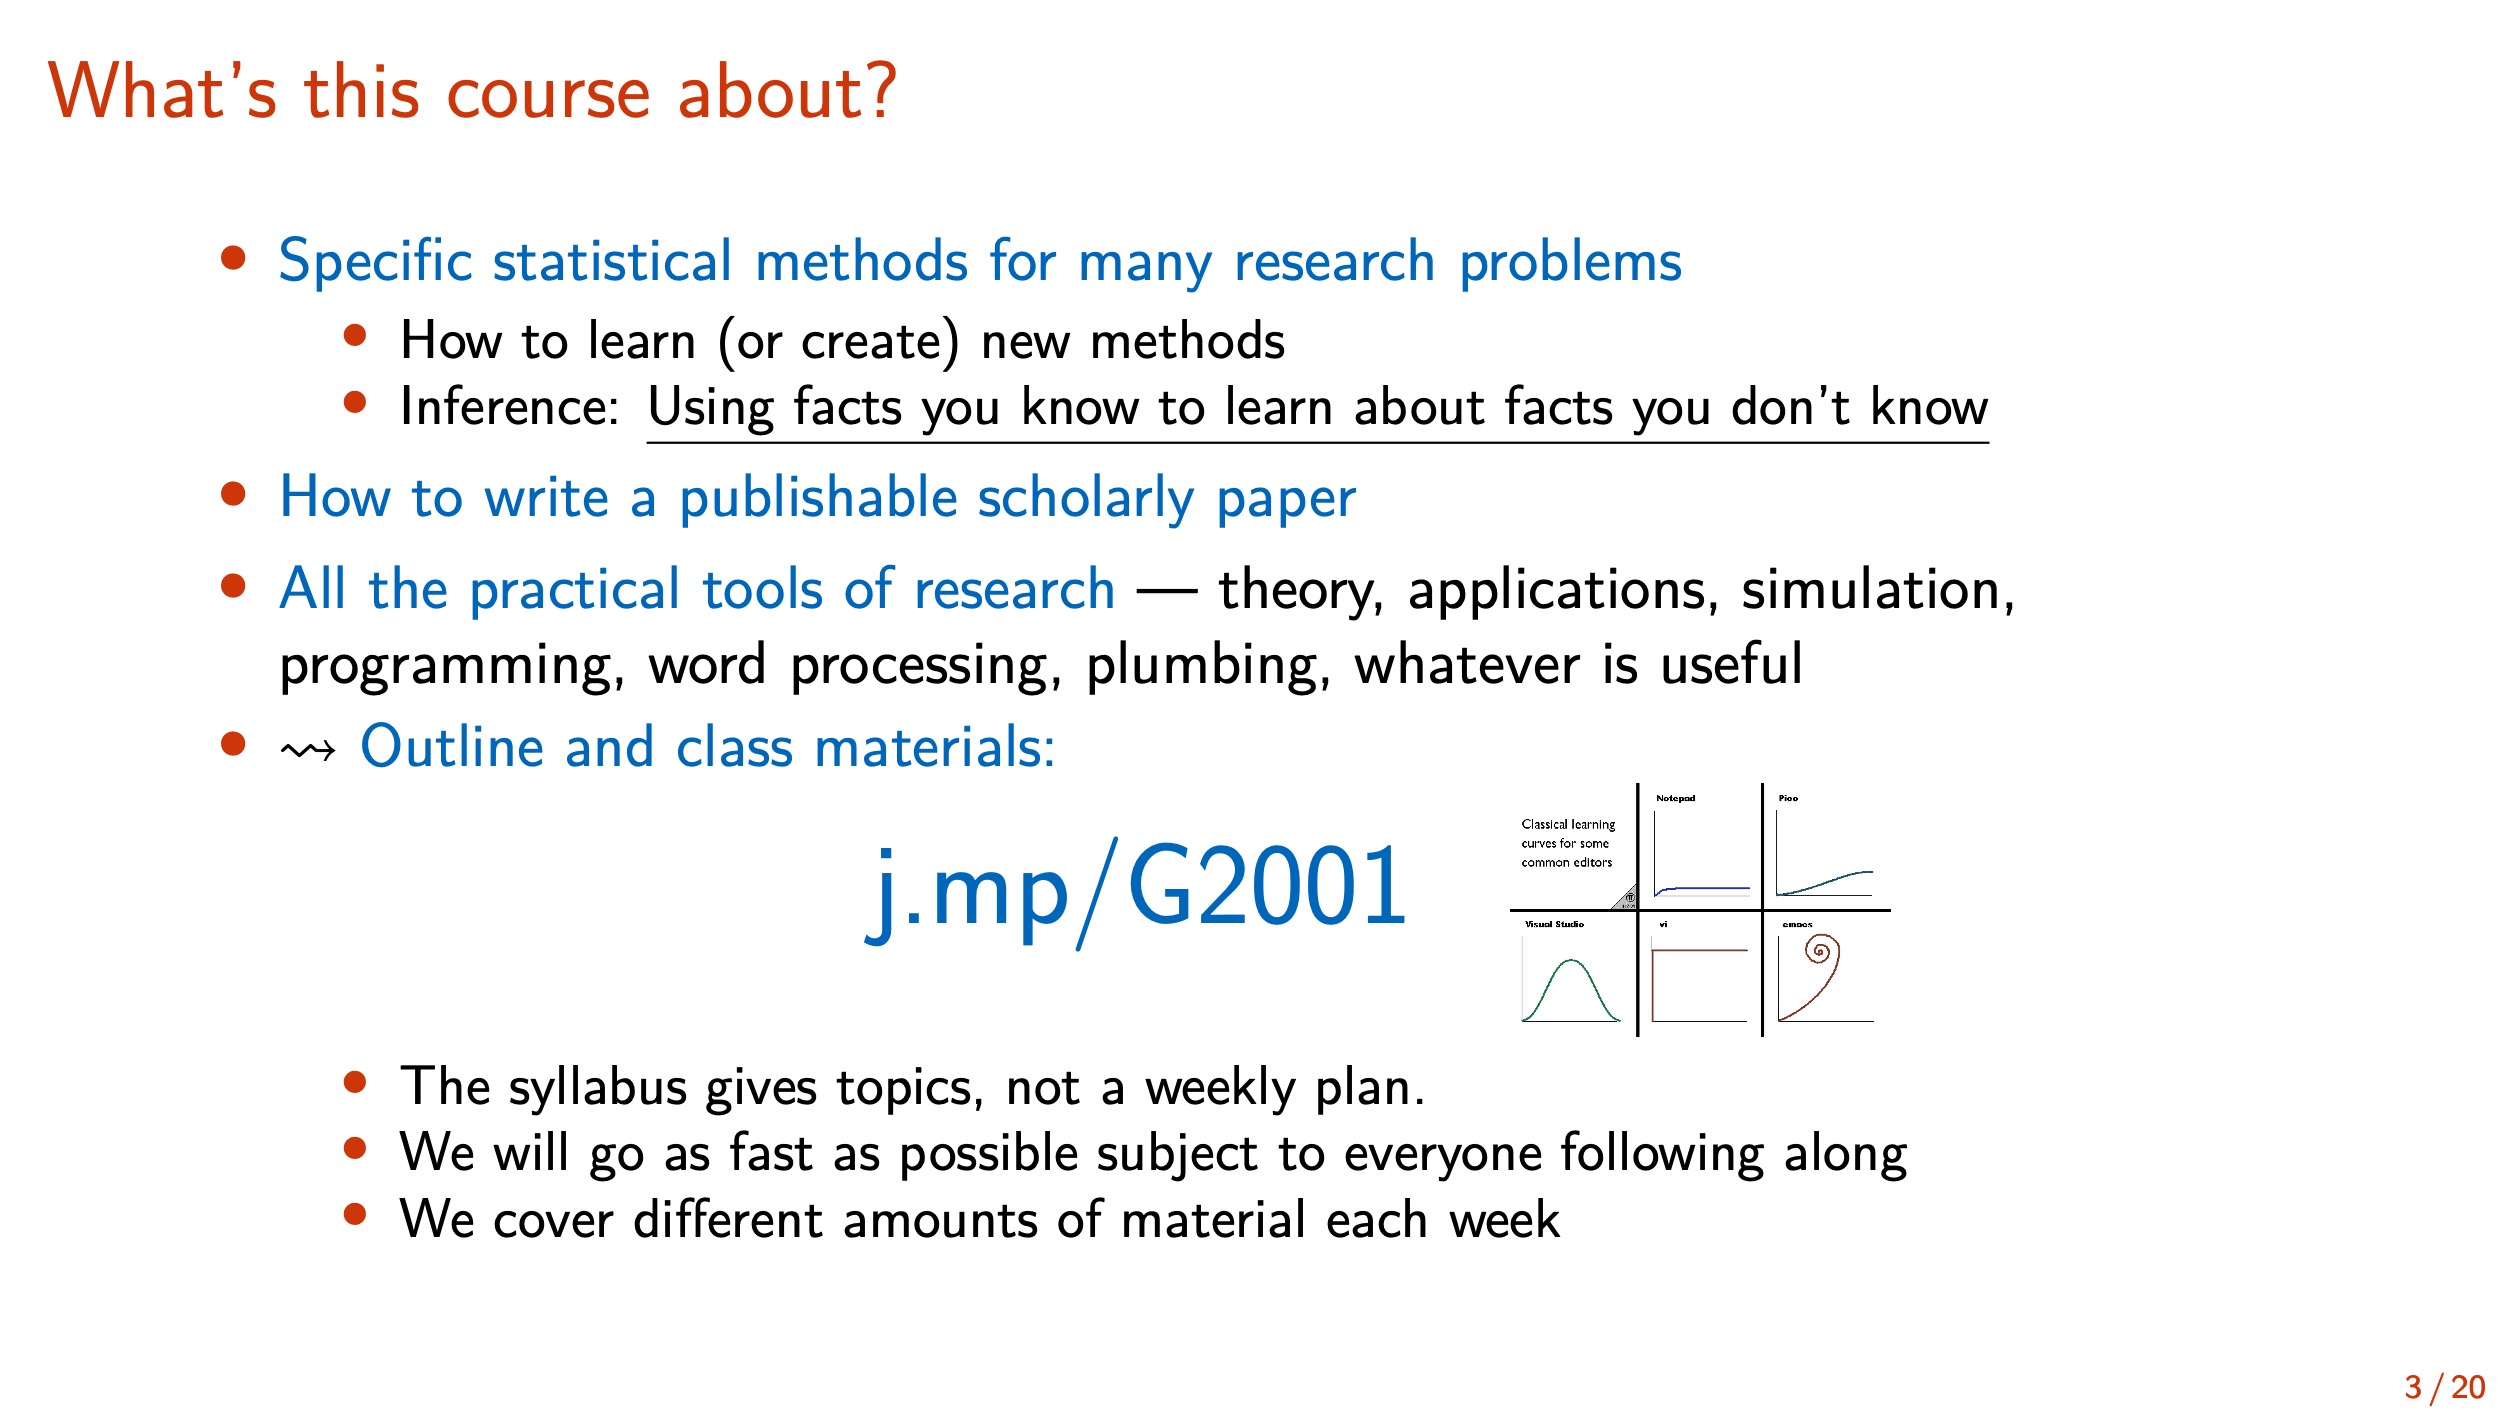 What's this course about?
• Specific statistical methods for many research problems
• How to learn (or create) new methods
• Inference: Using facts you know to learn about facts you don't know
• How to write a publishable scholarly paper
• All the practical tools of research — theory, applications, simulation,
programming, word processing, plumbing, whatever is useful
• ⇝ Outline and class materials:
j.mp/G2001
Classical learning
curves for some
common editors
Notepad
Pico
Visual Studio
vi
emacs
• The syllabus gives topics, not a weekly plan.
• We will go as fast as possible subject to everyone following along
• We cover different amounts of material each week
3 / 20